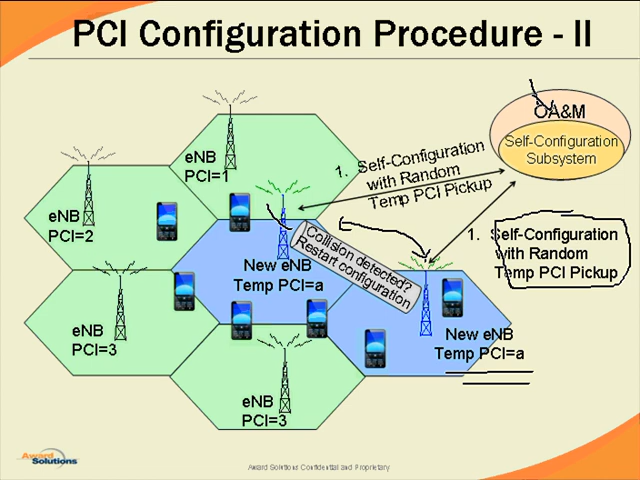 PCI Configuration Procedure - II
OA&M
Self-Configuration
Subsystem
1. Self-Configuration
with Random
Temp PCI Pickup
1. Self-Configuration
with Random
Temp PCI Pickup
eNB
PCI=1
eNB
PCI=2
Collision detected?
Restart configuration
New eNB
Temp PCI=a
eNB
PCI=3
New eNB
Temp PCI=a
eNB
PCI=3
Award
Solutions
Award Solutions Confidential and Proprietary